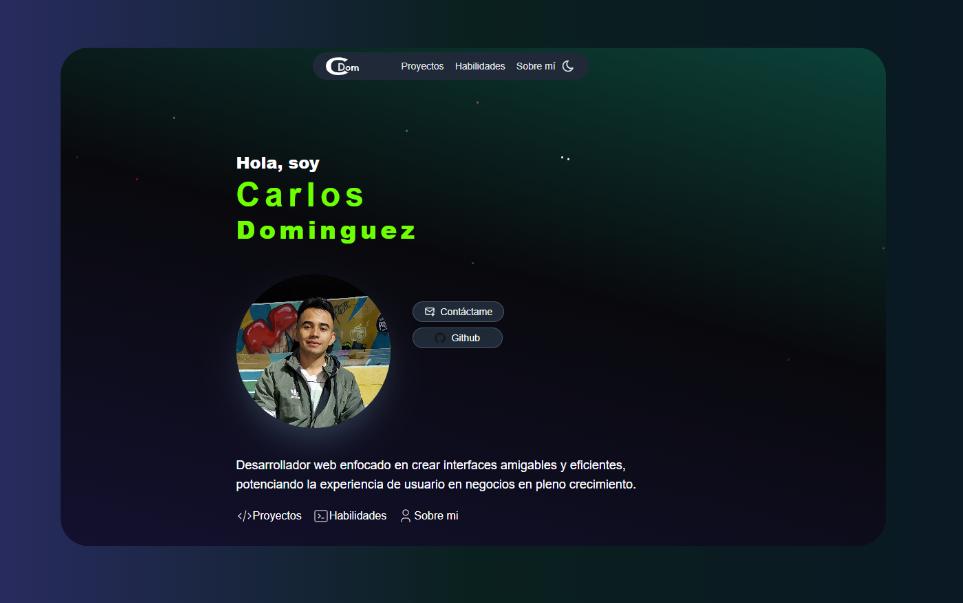 CDom Proyectos Habilidades Sobre mí
Hola, soy
Carlos
Dominguez
Contáctame
Github
Desarrollador web enfocado en crear interfaces amigables y eficientes,
potenciando la experiencia de usuario en negocios en pleno crecimiento.
</>Proyectos Habilidades Sobre mi